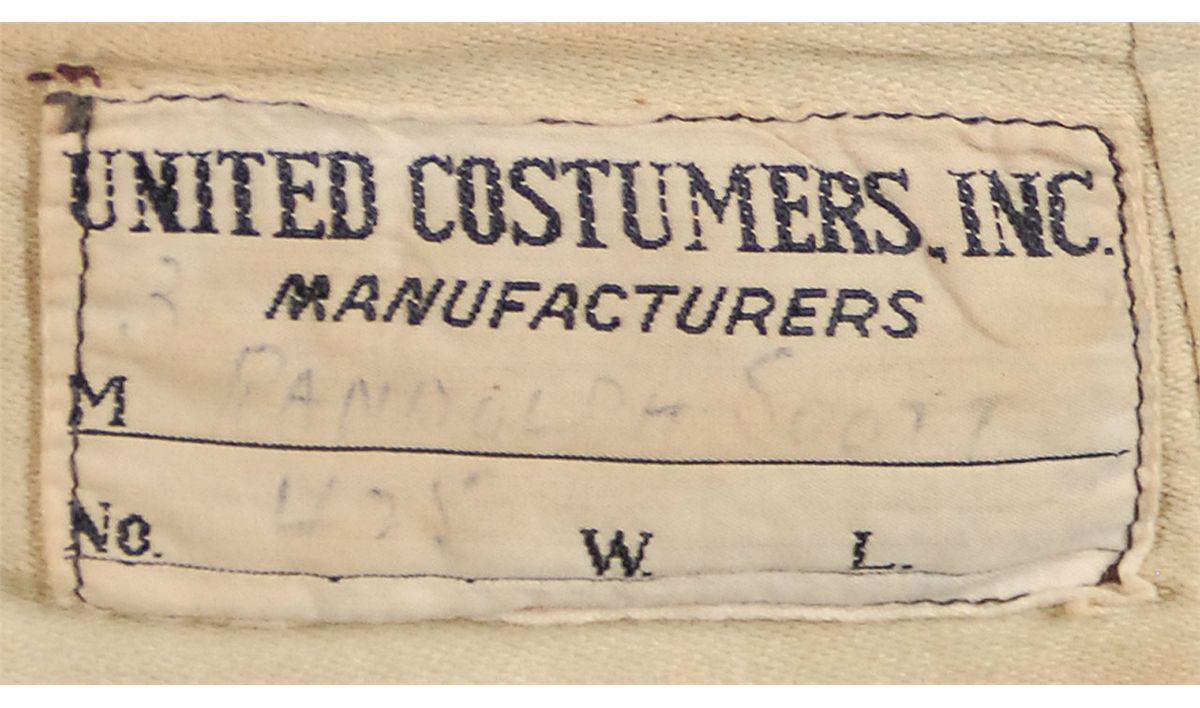 UNITED COSTUMERS, INC.
MANUFACTURERS
M RANDOLPH SCOTT
No. W. L.